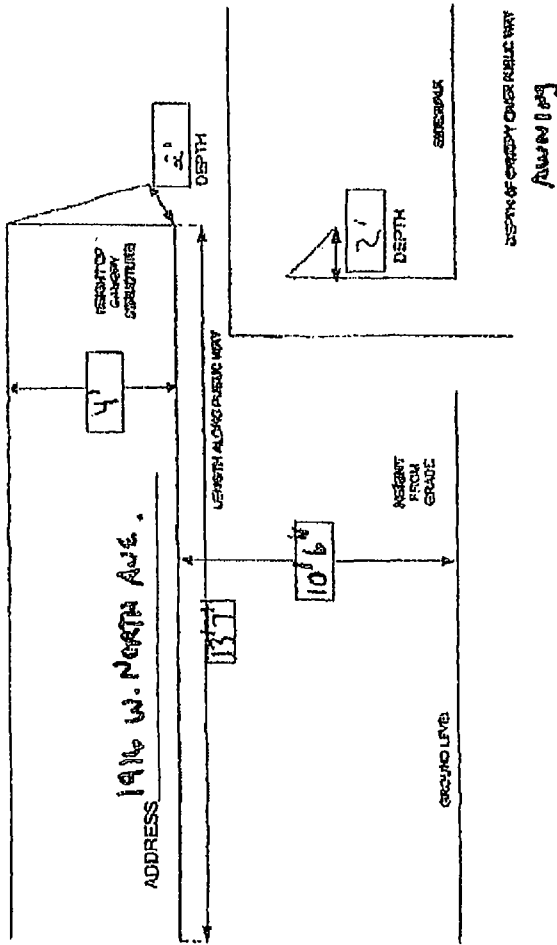 ADDRESS 1916 W. NORTH AVE.
4'
HEIGHT OF
CANOPY
STRUCTURE
2'
DEPTH
LENGTH ALONG PUBLIC WAY
13'7"
10'6"
HEIGHT
FROM
GRADE
GROUND LEVEL
2'
DEPTH
SIDEWALK
DEPTH OF CANOPY OVER PUBLIC WAY
AWNING